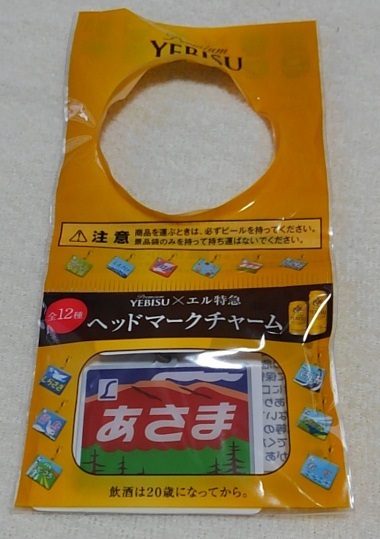 Premium
YEBISU
注意
商品を運ぶときは、必ずビールを持ってください。
景品袋のみを持って持ち運ばないでください。
Premium
YEBISU×エル特急
全12種
ヘッドマークチャーム
L
あさま
飲酒は20歳になってから。